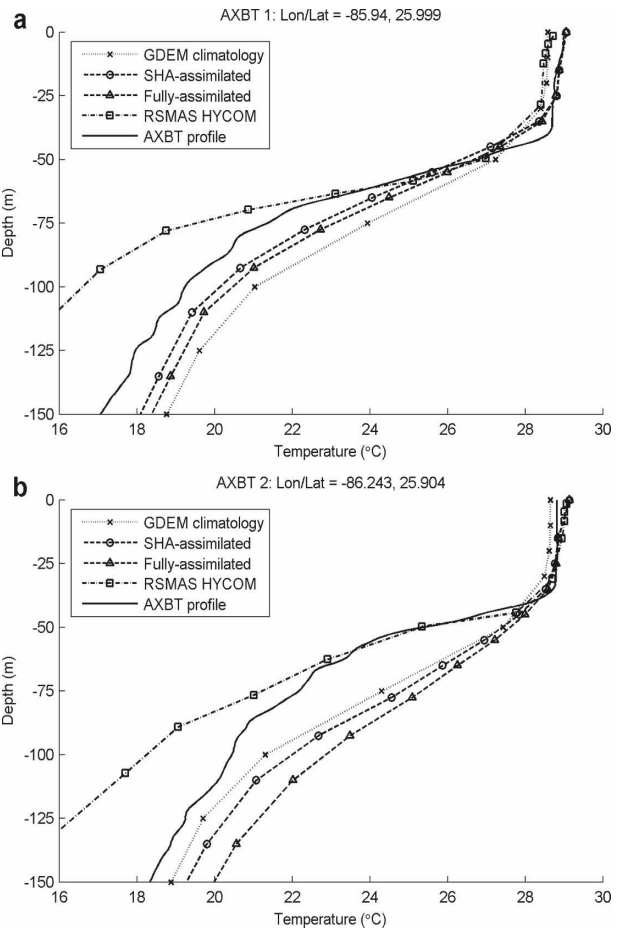 a
AXBT 1: Lon/Lat = -85.94, 25.999
0
-25
-50
-75
-100
-125
-150
Depth (m)
GDEM climatology
SHA-assimilated
Fully-assimilated
RSMAS HYCOM
AXBT profile
16 18 20 22 24 26 28 30
Temperature (°C)
b
AXBT 2: Lon/Lat = -86.243, 25.904
0
-25
-50
-75
-100
-125
-150
Depth (m)
GDEM climatology
SHA-assimilated
Fully-assimilated
RSMAS HYCOM
AXBT profile
16 18 20 22 24 26 28 30
Temperature (°C)